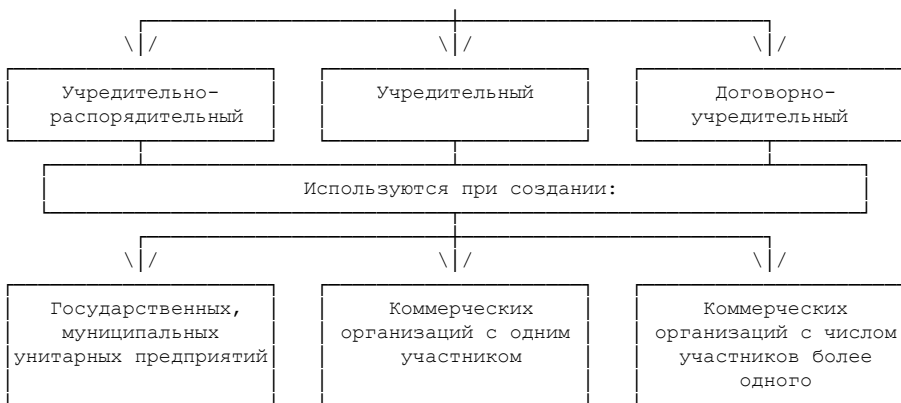 Учредительно-
распорядительный
Учредительный
Договорно-
учредительный
Используются при создании:
Государственных,
муниципальных
унитарных предприятий
Коммерческих
организаций с одним
участником
Коммерческих
организаций с числом
участников более
одного